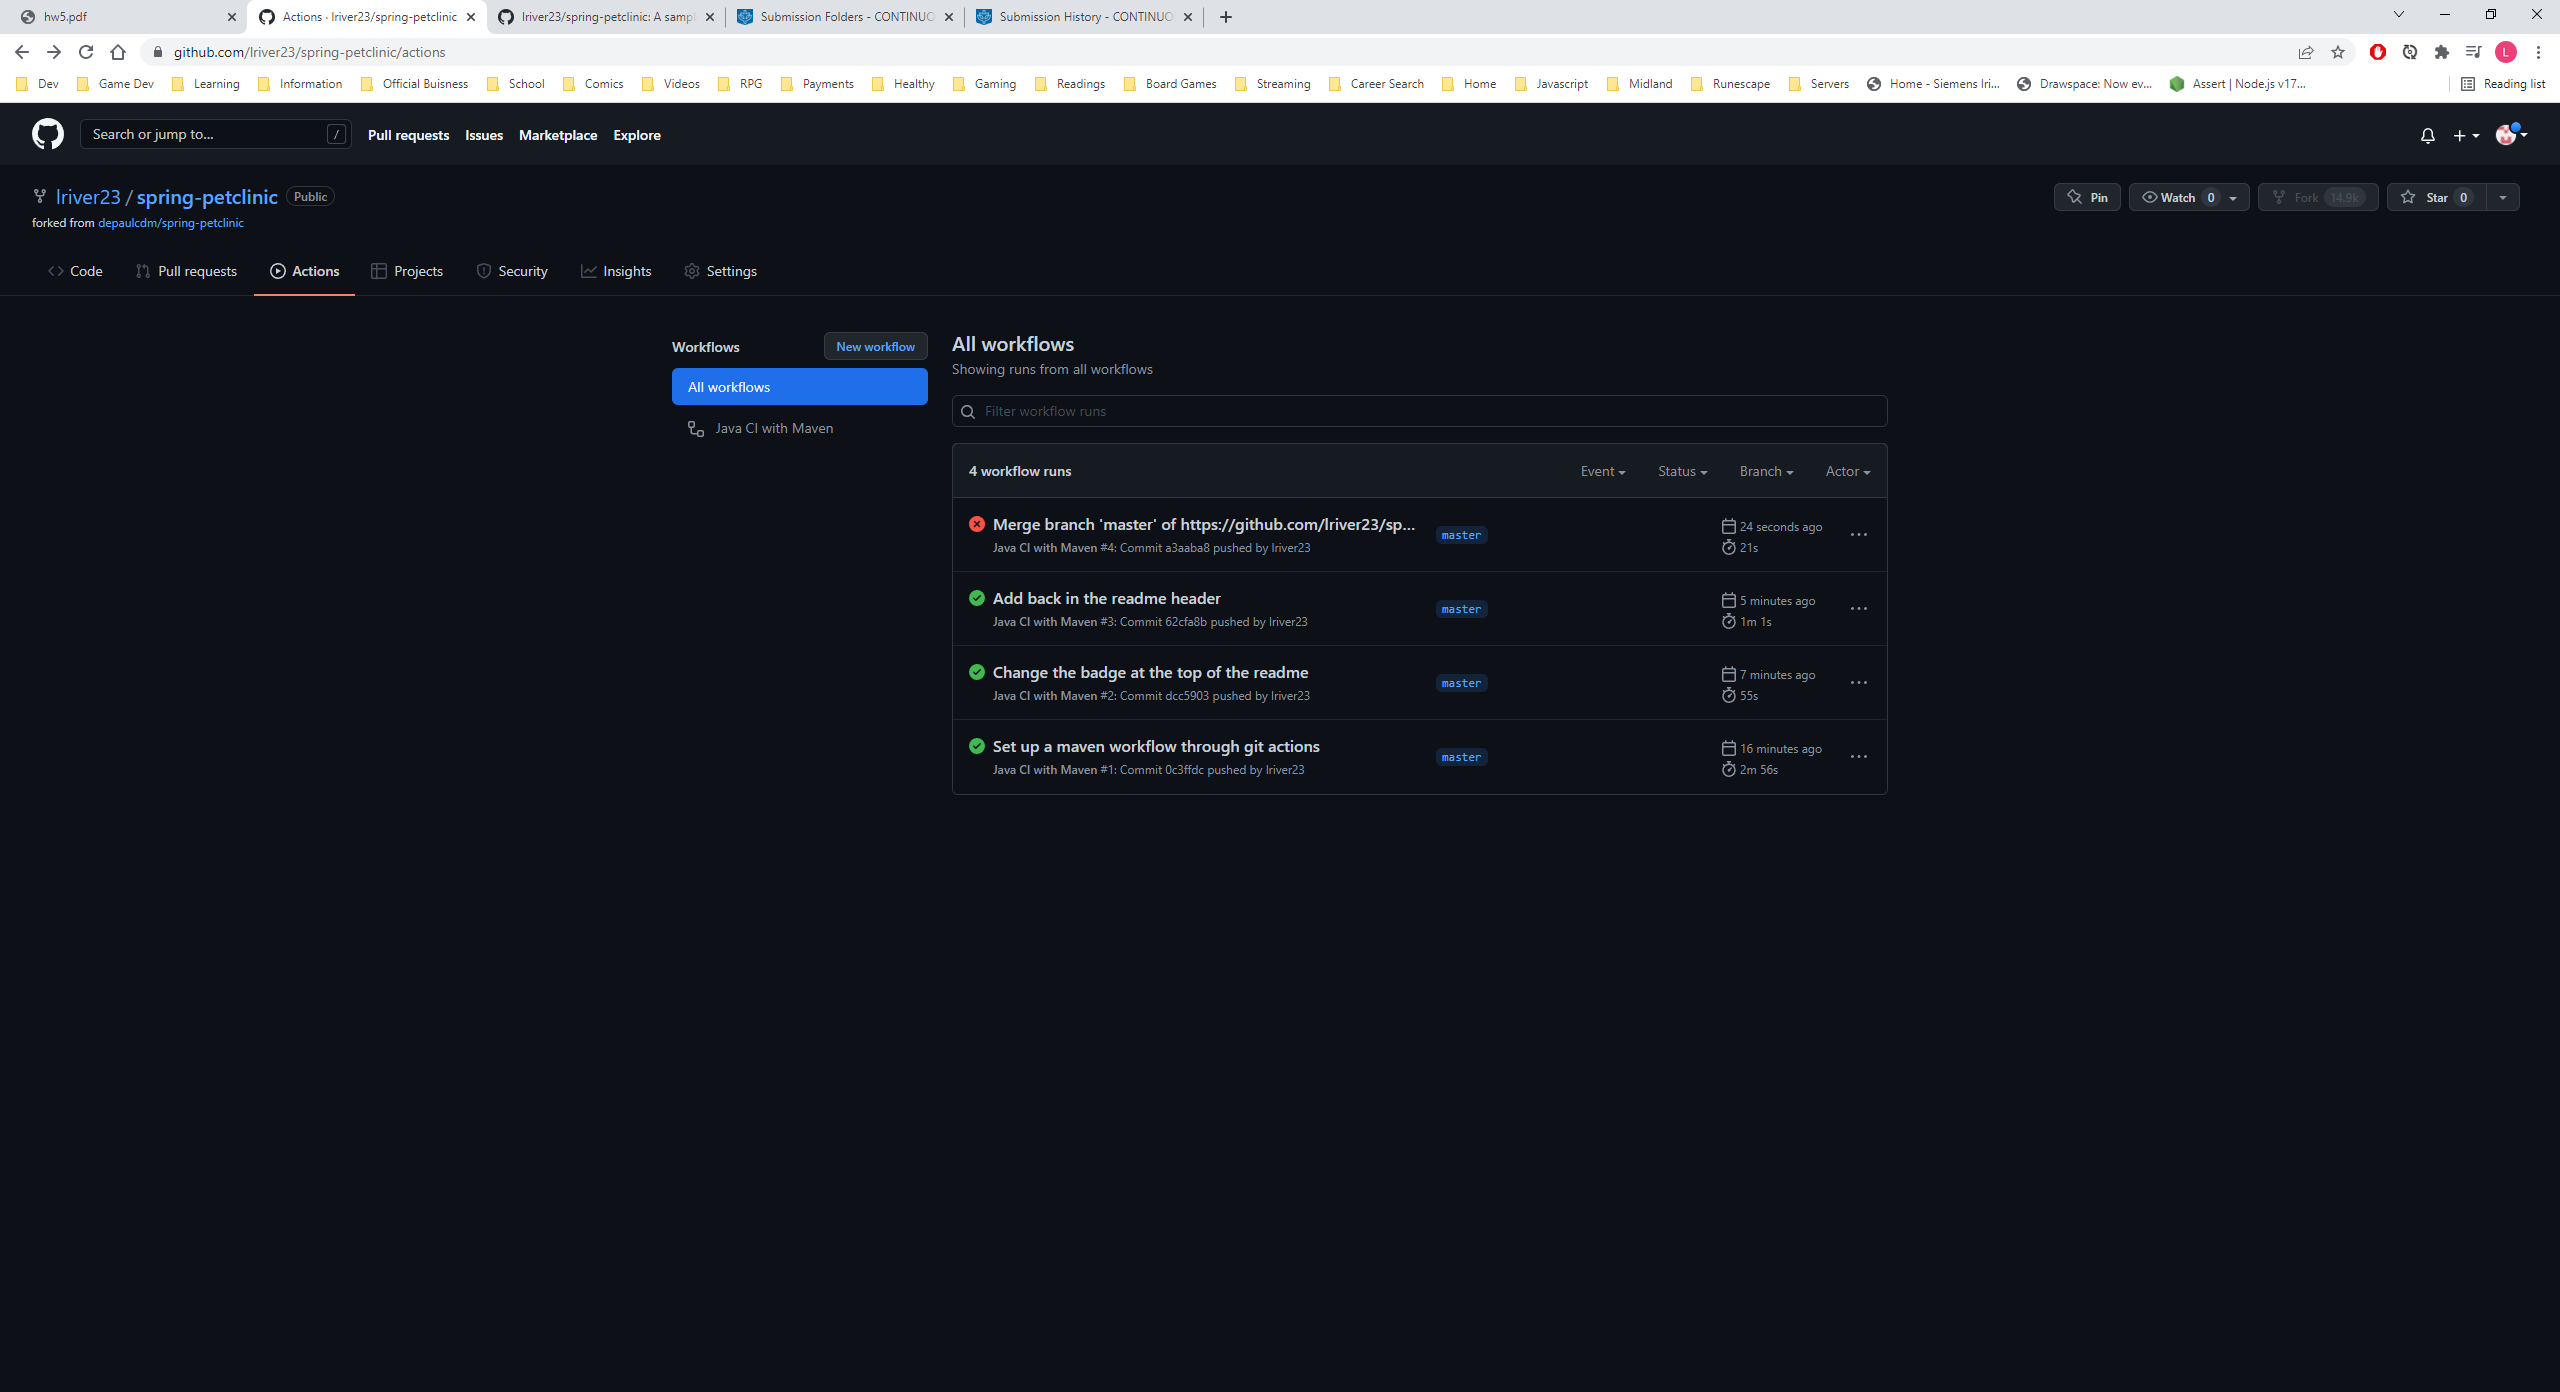 hw5.pdf
Actions · lriver23/spring-petclinic
lriver23/spring-petclinic: A samp
Submission Folders - CONTINUO
Submission History - CONTINUO
github.com/lriver23/spring-petclinic/actions
L
Dev
Game Dev
Learning
Information
Official Buisness
School
Comics
Videos
RPG
Payments
Healthy
Gaming
Readings
Board Games
Streaming
Career Search
Home
Javascript
Midland
Runescape
Servers
Home - Siemens Iri...
Drawspace: Now ev...
Assert | Node.js v17...
Reading list
Search or jump to...
/
Pull requests
Issues
Marketplace
Explore
lriver23 / spring-petclinic
Public
forked from depaulcdm/spring-petclinic
Pin
Watch 0
Fork 14.9k
Star 0
Code
Pull requests
Actions
Projects
Security
Insights
Settings
Workflows
New workflow
All workflows
Java CI with Maven
All workflows
Showing runs from all workflows
Filter workflow runs
4 workflow runs
Event
Status
Branch
Actor
Merge branch 'master' of https://github.com/lriver23/sp...
Java CI with Maven #4: Commit a3aaba8 pushed by lriver23
master
24 seconds ago
21s
Add back in the readme header
Java CI with Maven #3: Commit 62cfa8b pushed by lriver23
master
5 minutes ago
1m 1s
Change the badge at the top of the readme
Java CI with Maven #2: Commit dcc5903 pushed by lriver23
master
7 minutes ago
55s
Set up a maven workflow through git actions
Java CI with Maven #1: Commit 0c3ffdc pushed by lriver23
master
16 minutes ago
2m 56s